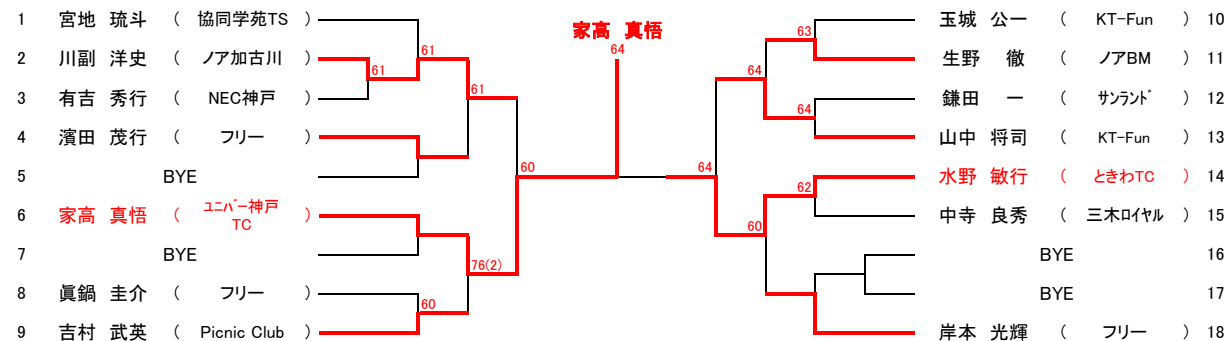 家高 真悟
64
1 宮地 琉斗 ( 協同学苑TS )
2 川副 洋史 ( ノア加古川 )
3 有吉 秀行 ( NEC神戸 )
4 濱田 茂行 ( フリー )
5 BYE
6 家高 真悟 ( ユニバー神戸TC )
7 BYE
8 眞鍋 圭介 ( フリー )
9 吉村 武英 ( Picnic Club )
61
61
61
60
76(2)
60
玉城 公一 ( KT-Fun ) 10
生野 徹 ( ノアBM ) 11
鎌田 一 ( サンランド ) 12
山中 将司 ( KT-Fun ) 13
水野 敏行 ( ときわTC ) 14
中寺 良秀 ( 三木ロイヤル ) 15
BYE 16
BYE 17
岸本 光輝 ( フリー ) 18
63
64
64
64
62
60